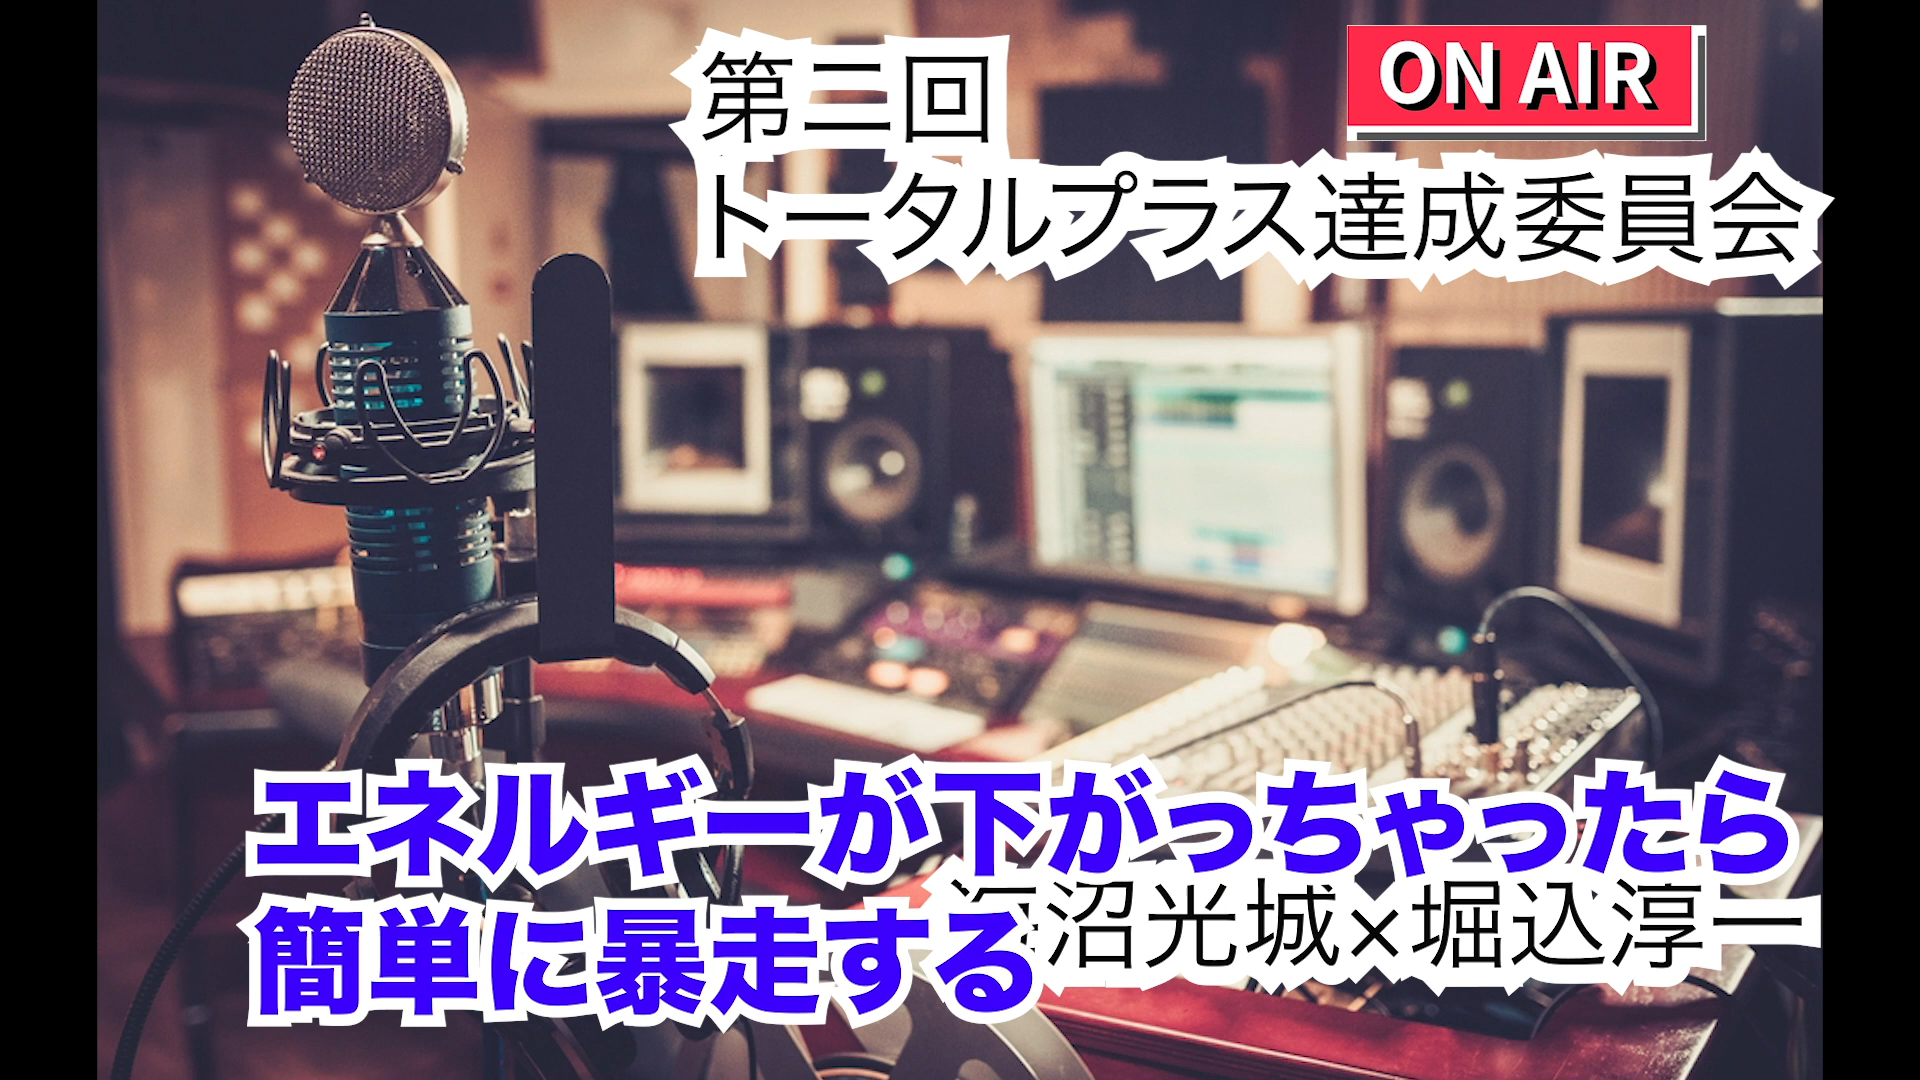 第二回
ON AIR
トータルプラス達成委員会
エネルギーが下がっちゃったら
簡単に暴走する
沼光城×堀込淳一